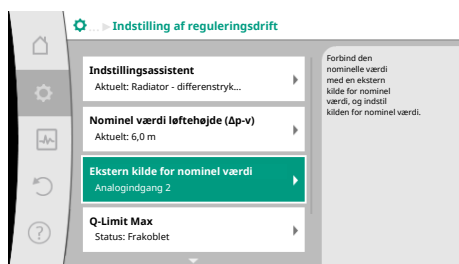 ... Indstilling af reguleringsdrift
Indstillingsassistent
Aktuelt: Radiator - differenstryk...
Nominel værdi løftehøjde (Δp-v)
Aktuelt: 6,0 m
Ekstern kilde for nominel værdi
Analogindgang 2
Q-Limit Max
Status: Frakoblet
Forbind den
nominelle værdi
med en ekstern
kilde for nominel
værdi, og indstil
kilden for nominel værdi.